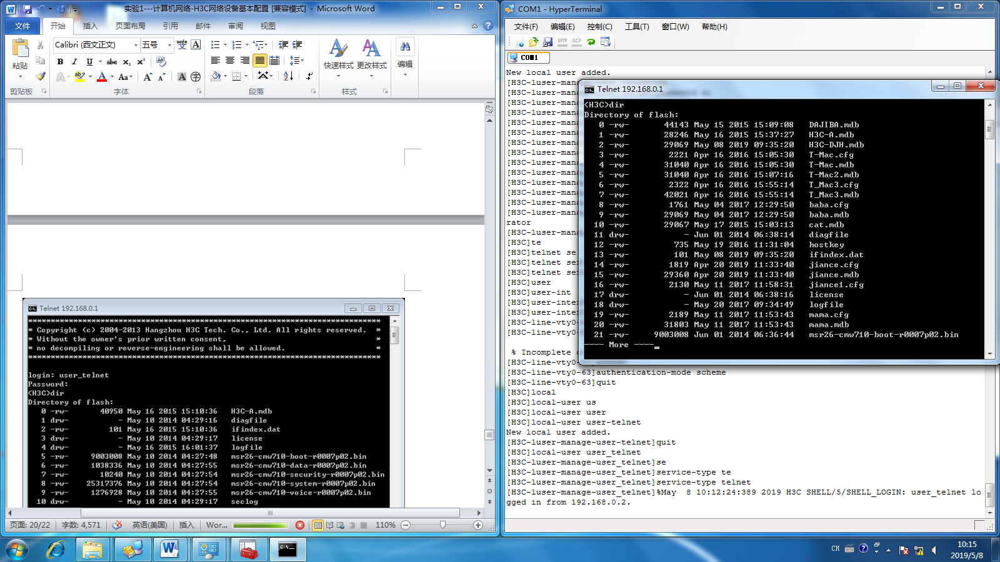 实验1---计算机网络-H3C网络设备基本配置 [兼容模式] - Microsoft Word
文件 开始 插入 页面布局 引用 邮件 审阅 视图
Calibri (西文正文) 五号 wén A
粘贴
B I U abc x₂ x² 
A ab A Aa A A A 字
快速样式 更改样式 编辑
剪贴板 字体 段落 样式
Telnet 192.168.0.1
*******************************************************************************
* Copyright (c) 2004-2013 Hangzhou H3C Tech. Co., Ltd. All rights reserved. *
* Without the owner's prior written consent, *
* no decompiling or reverse-engineering shall be allowed. *
*******************************************************************************
login: user_telnet
Password:
<H3C>dir
Directory of flash:
0 -rw- 40950 May 16 2015 15:10:36 H3C-A.mdb
1 drw- - May 10 2014 04:29:16 diagfile
2 -rw- 101 May 16 2015 15:10:36 ifindex.dat
3 drw- - May 10 2014 04:29:17 license
4 drw- - May 16 2015 16:01:37 logfile
5 -rw- 9003008 May 10 2014 04:27:48 msr26-cmw710-boot-r0007p02.bin
6 -rw- 1038336 May 10 2014 04:27:55 msr26-cmw710-data-r0007p02.bin
7 -rw- 10240 May 10 2014 04:27:54 msr26-cmw710-security-r0007p02.bin
8 -rw- 25317376 May 10 2014 04:27:54 msr26-cmw710-system-r0007p02.bin
9 -rw- 1276928 May 10 2014 04:27:55 msr26-cmw710-voice-r0007p02.bin
10 drw- - May 10 2014 04:29:17 seclog
页面: 20/22 字数: 4,571 英语(美国) 插入 Wor... 110%
COM1 - HyperTerminal
文件(F) 编辑(E) 控制(C) 工具(T) 窗口(W) 帮助(H)
SFTP SCP
COM1
New local user added.
[H3C-luser-mana
[H3C-luser-mana
[H3C-luser-mana
[H3C-luser-mana
[H3C-luser-mana
[H3C-luser-mana
[H3C-luser-mana
[H3C-luser-mana
[H3C-luser-mana
[H3C-luser-mana
[H3C-luser-mana
[H3C-luser-mana
[H3C-luser-mana
[H3C-luser-mana
rator
[H3C-luser-mana
[H3C]te
[H3C]telnet se
[H3C]telnet ser
[H3C]telnet ser
[H3C]user
[H3C]user-int
[H3C]user-inter
[H3C]user-inter
[H3C-line-vty0-
[H3C-line-vty0-
% Incomplete
[H3C-line-vty0-63]
[H3C-line-vty0-63]authentication-mode scheme
[H3C-line-vty0-63]quit
[H3C]local
[H3C]local-user us
[H3C]local-user user
[H3C]local-user user-telnet
New local user added.
[H3C-luser-manage-user-telnet]quit
[H3C]local-user user_telnet
[H3C-luser-manage-user_telnet]se
[H3C-luser-manage-user_telnet]service-type te
[H3C-luser-manage-user_telnet]service-type telnet
[H3C-luser-manage-user_telnet]%May 8 10:12:24:389 2019 H3C SHELL/5/SHELL_LOGIN: user_telnet lo
gged in from 192.168.0.2.
Telnet 192.168.0.1
<H3C>dir
Directory of flash:
0 -rw- 44143 May 15 2015 15:09:08 DAJIBA.mdb
1 -rw- 28246 May 16 2015 15:37:27 H3C-A.mdb
2 -rw- 29069 May 08 2019 09:35:20 H3C-DJH.mdb
3 -rw- 2221 Apr 16 2016 15:05:30 T-Mac.cfg
4 -rw- 31040 Apr 16 2016 15:05:30 T-Mac.mdb
5 -rw- 31040 Apr 16 2016 15:07:16 T-Mac2.mdb
6 -rw- 2322 Apr 16 2016 15:55:14 T_Mac3.cfg
7 -rw- 42021 Apr 16 2016 15:55:14 T_Mac3.mdb
8 -rw- 1761 May 04 2017 12:29:50 baba.cfg
9 -rw- 29069 May 04 2017 12:29:50 baba.mdb
10 -rw- 29067 May 17 2015 15:03:13 cat.mdb
11 drw- - Jun 01 2014 06:38:14 diagfile
12 -rw- 735 May 19 2016 11:31:04 hostkey
13 -rw- 101 May 08 2019 09:35:20 ifindex.dat
14 -rw- 1819 Apr 20 2019 11:33:40 jiance.cfg
15 -rw- 29360 Apr 20 2019 11:33:40 jiance.mdb
16 -rw- 2130 May 11 2017 11:58:31 jiance1.cfg
17 drw- - Jun 01 2014 06:38:16 license
18 drw- - May 20 2017 09:34:49 logfile
19 -rw- 2189 May 11 2017 11:53:43 mama.cfg
20 -rw- 31803 May 11 2017 11:53:43 mama.mdb
21 -rw- 9003008 Jun 01 2014 06:36:44 msr26-cmw710-boot-r0007p02.bin
---- More ----
CH 10:15
2019/5/8